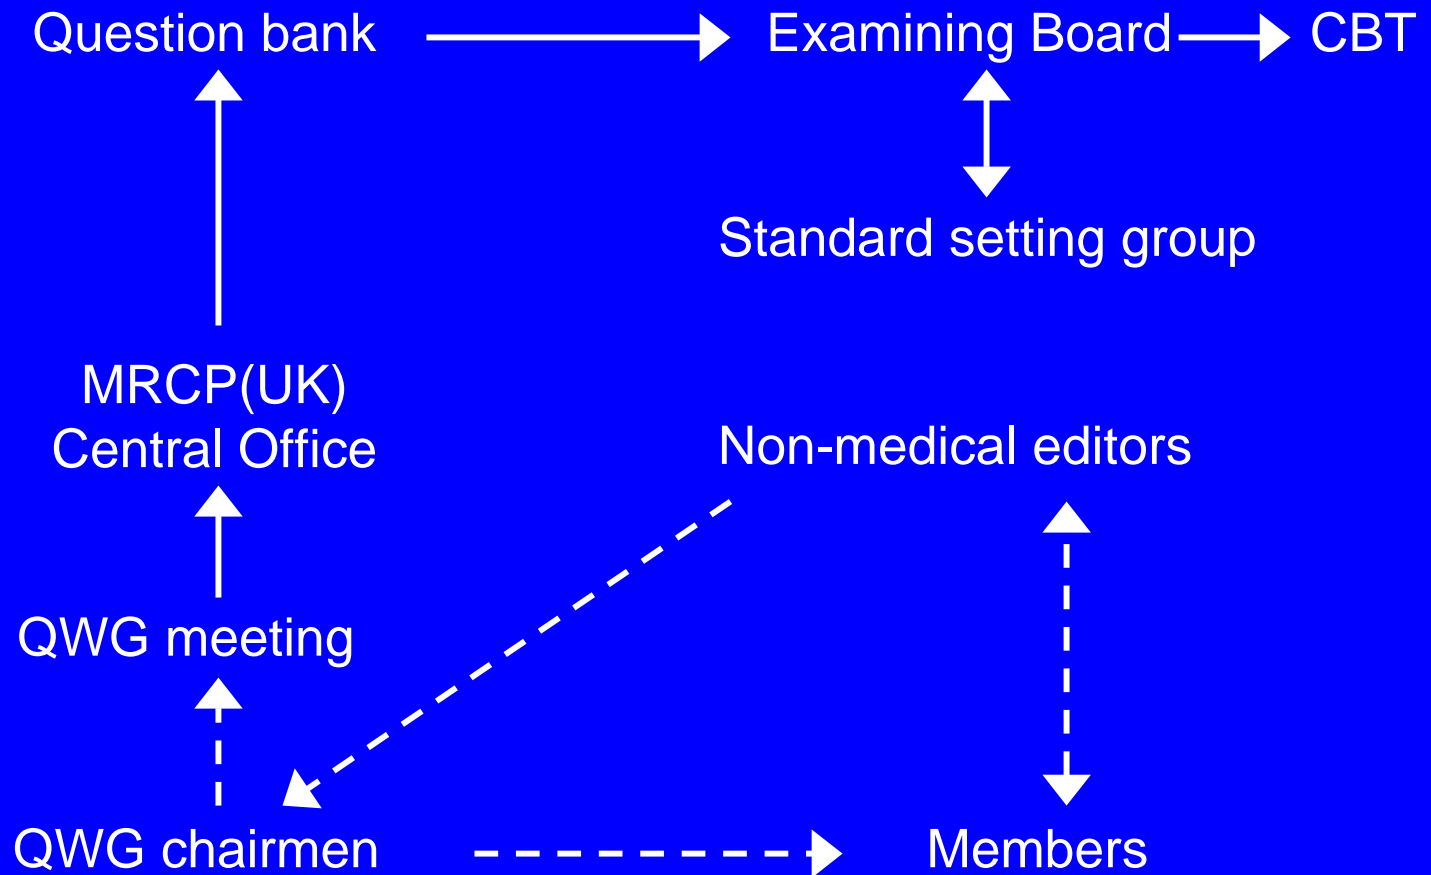 Question bank
Examining Board
CBT
Standard setting group
MRCP(UK)
Central Office
Non-medical editors
QWG meeting
QWG chairmen
Members